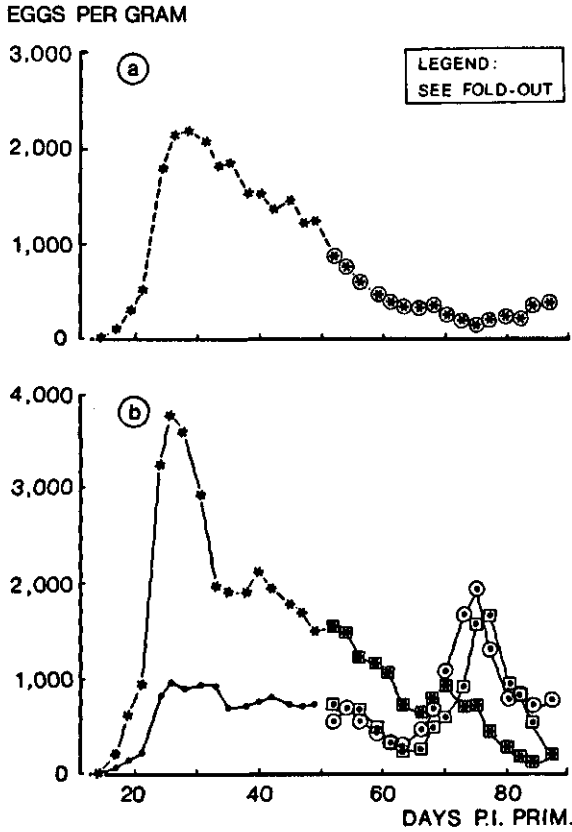 EGGS PER GRAM
3,000
a
LEGEND:
SEE FOLD-OUT
2,000
1,000
0
4,000
b
3,000
2,000
1,000
0
20 40 60 80
DAYS P.I. PRIM.